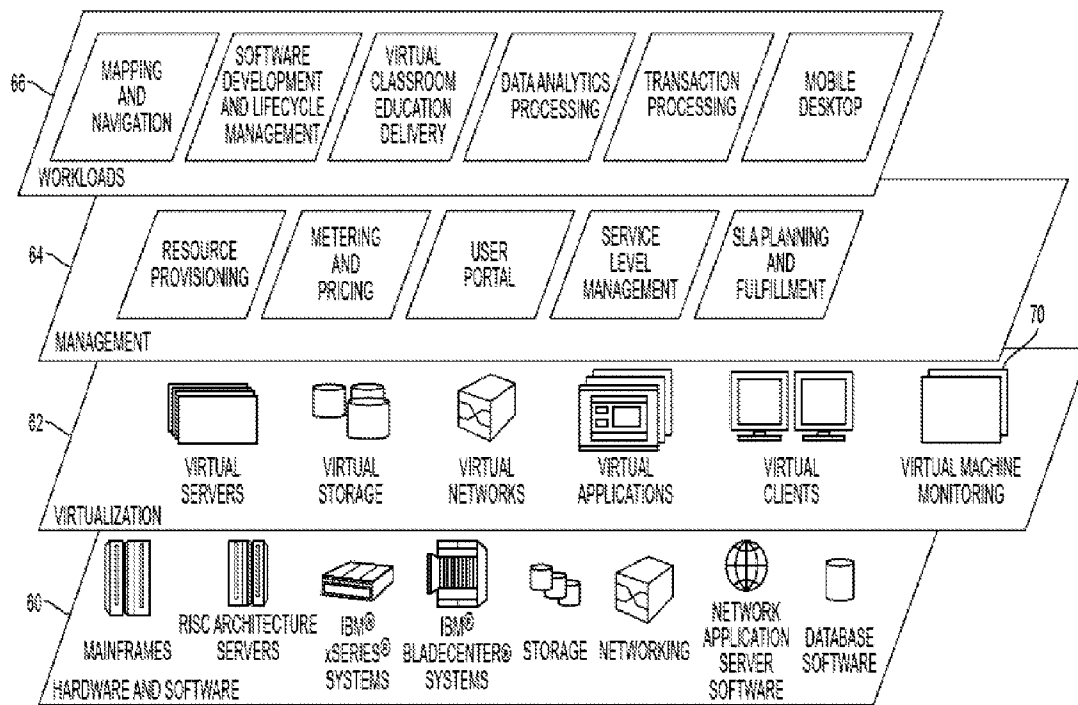 66
MAPPING
AND
NAVIGATION
SOFTWARE
DEVELOPMENT
AND LIFECYCLE
MANAGEMENT
VIRTUAL
CLASSROOM
EDUCATION
DELIVERY
DATA ANALYTICS
PROCESSING
TRANSACTION
PROCESSING
MOBILE
DESKTOP
WORKLOADS
64
RESOURCE
PROVISIONING
METERING
AND
PRICING
USER
PORTAL
SERVICE
LEVEL
MANAGEMENT
SLA PLANNING
AND
FULFILLMENT
MANAGEMENT
70
62
VIRTUAL
SERVERS
VIRTUAL
STORAGE
VIRTUAL
NETWORKS
VIRTUAL
APPLICATIONS
VIRTUAL
CLIENTS
VIRTUAL MACHINE
MONITORING
VIRTUALIZATION
60
MAINFRAMES
RISC ARCHITECTURE
SERVERS
IBM®
xSERIES®
SYSTEMS
IBM®
BLADECENTER®
SYSTEMS
STORAGE
NETWORKING
NETWORK
APPLICATION
SERVER
SOFTWARE
DATABASE
SOFTWARE
HARDWARE AND SOFTWARE